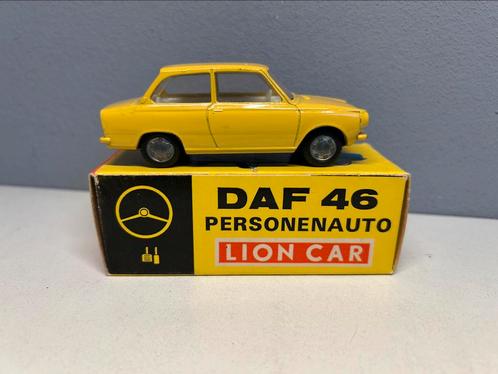 DAF 46
PERSONENAUTO
LION CAR